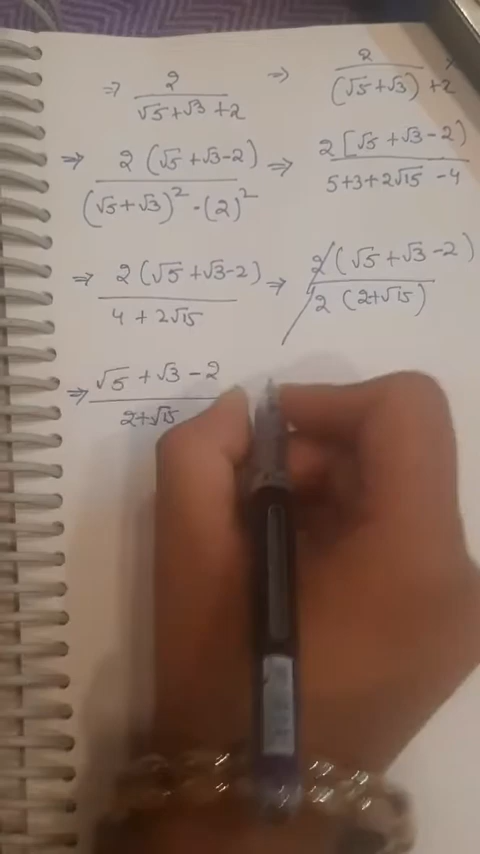 ⇒ 2/(√5+√3+2) ⇒ 2/((√5+√3)+2)
⇒ 2(√5+√3-2)/((√5+√3)²-(2)²) ⇒ 2[√5+√3-2)/(5+3+2√15-4)
⇒ 2(√5+√3-2)/(4+2√15) ⇒ 2(√5+√3-2)/(2(2+√15))
⇒ (√5+√3-2)/(2+√15)